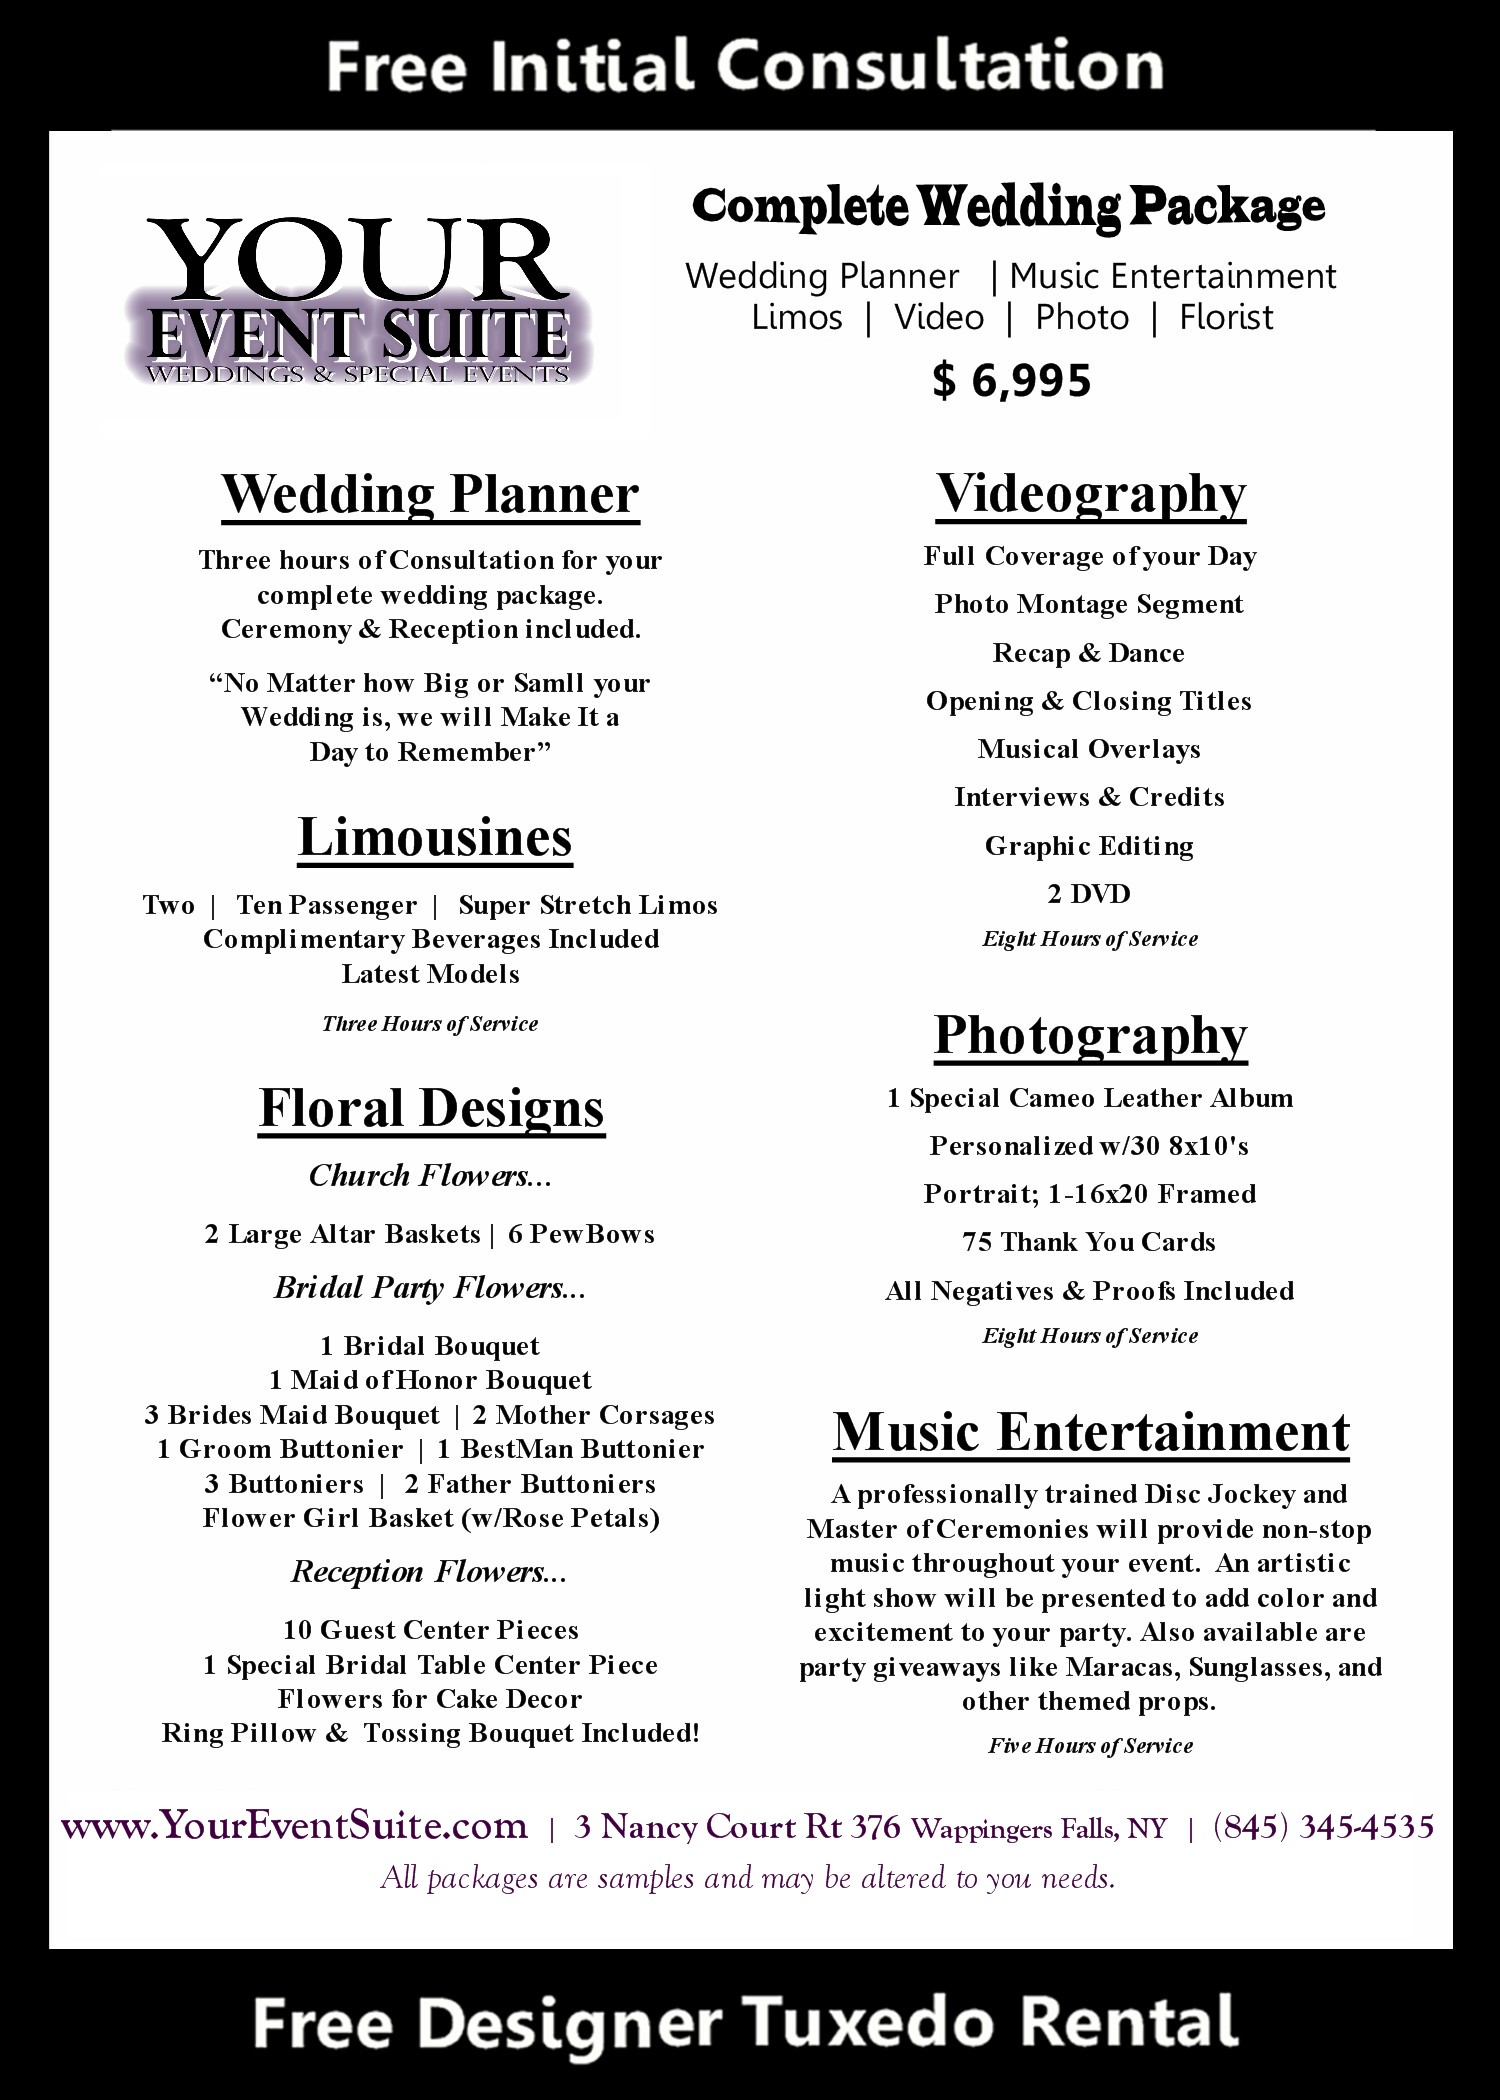 Free Initial Consultation
YOUR
EVENT SUITE
WEDDINGS & SPECIAL EVENTS
Complete Wedding Package
Wedding Planner | Music Entertainment
Limos | Video | Photo | Florist
$ 6,995
Wedding Planner
Three hours of Consultation for your
complete wedding package.
Ceremony & Reception included.
“No Matter how Big or Samll your
Wedding is, we will Make It a
Day to Remember”
Limousines
Two | Ten Passenger | Super Stretch Limos
Complimentary Beverages Included
Latest Models
Three Hours of Service
Floral Designs
Church Flowers...
2 Large Altar Baskets | 6 Pew Bows
Bridal Party Flowers...
1 Bridal Bouquet
1 Maid of Honor Bouquet
3 Brides Maid Bouquet | 2 Mother Corsages
1 Groom Buttonier | 1 BestMan Buttonier
3 Buttoniers | 2 Father Buttoniers
Flower Girl Basket (w/Rose Petals)
Reception Flowers...
10 Guest Center Pieces
1 Special Bridal Table Center Piece
Flowers for Cake Decor
Ring Pillow & Tossing Bouquet Included!
Videography
Full Coverage of your Day
Photo Montage Segment
Recap & Dance
Opening & Closing Titles
Musical Overlays
Interviews & Credits
Graphic Editing
2 DVD
Eight Hours of Service
Photography
1 Special Cameo Leather Album
Personalized w/30 8x10's
Portrait; 1-16x20 Framed
75 Thank You Cards
All Negatives & Proofs Included
Eight Hours of Service
Music Entertainment
A professionally trained Disc Jockey and
Master of Ceremonies will provide non-stop
music throughout your event. An artistic
light show will be presented to add color and
excitement to your party. Also available are
party giveaways like Maracas, Sunglasses, and
other themed props.
Five Hours of Service
www.YourEventSuite.com | 3 Nancy Court Rt 376 Wappingers Falls, NY | (845) 345-4535
All packages are samples and may be altered to you needs.
Free Designer Tuxedo Rental